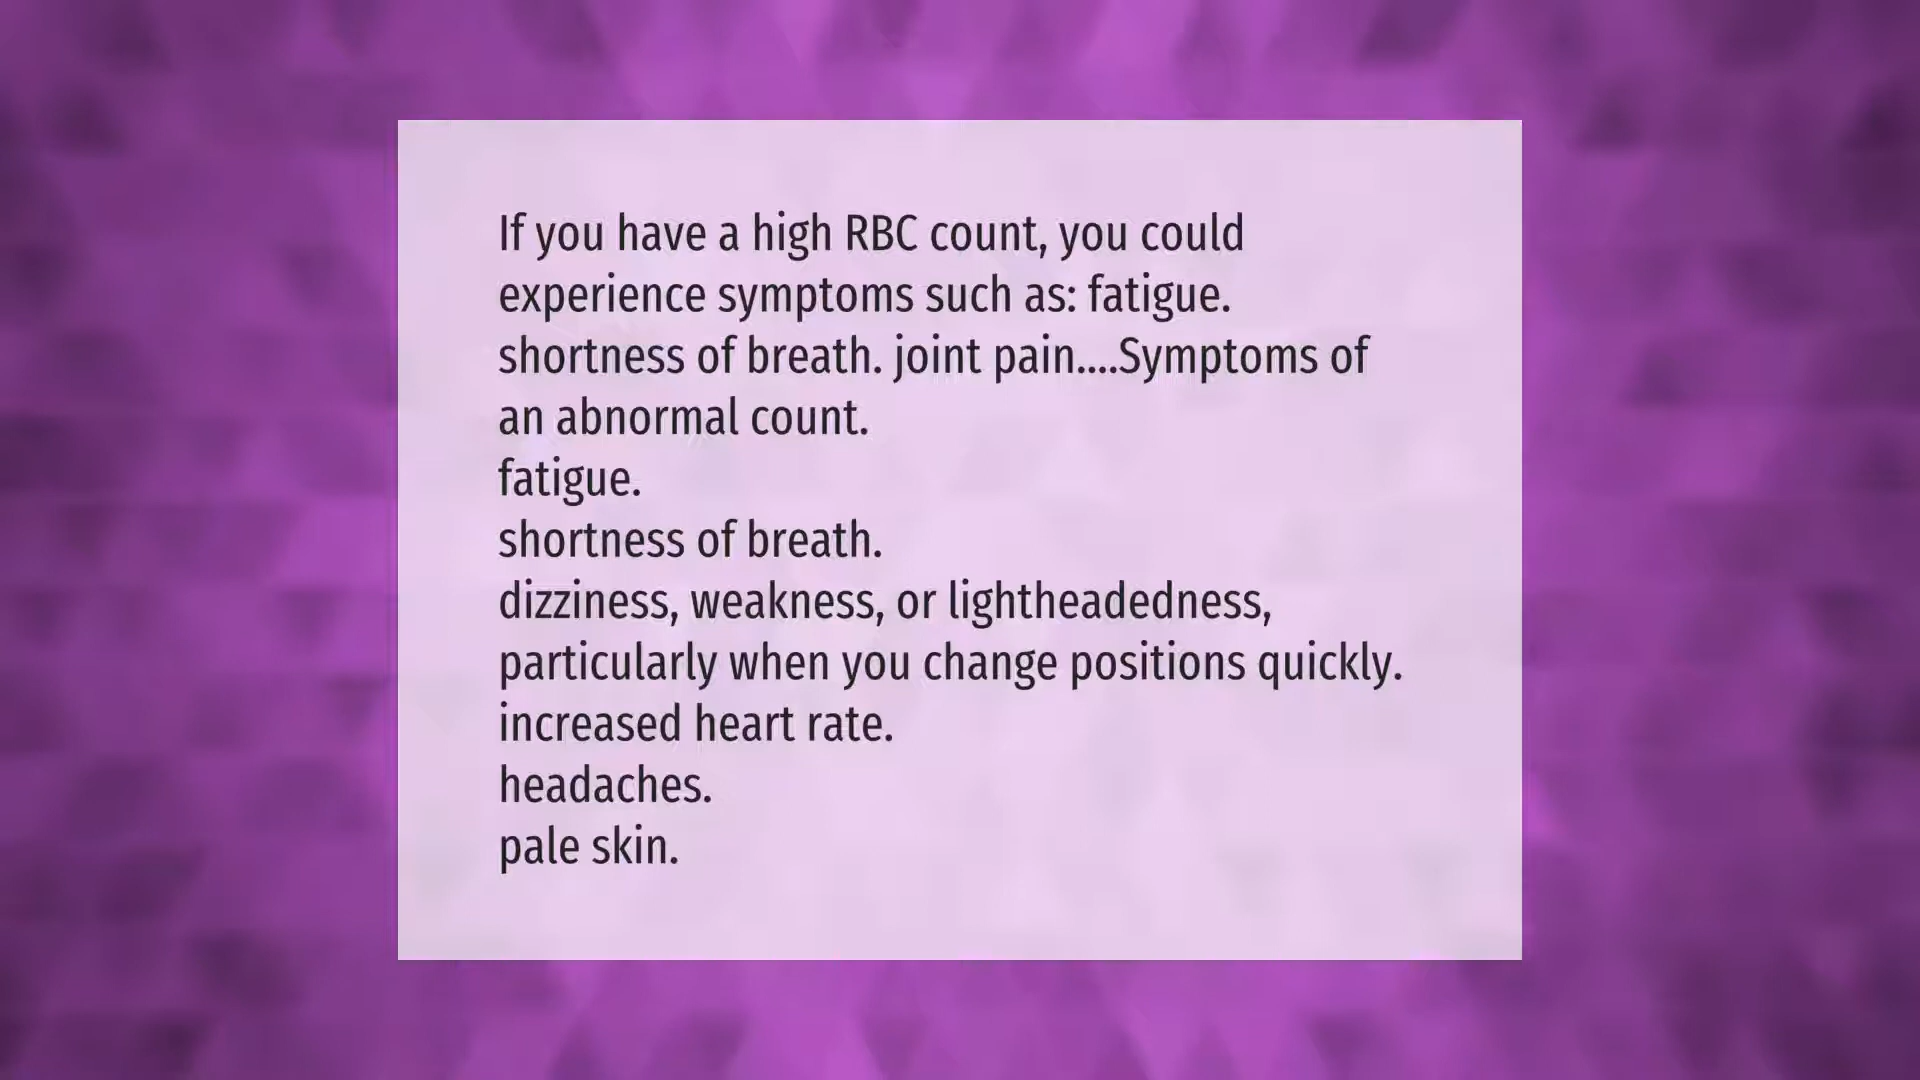 If you have a high RBC count, you could
experience symptoms such as: fatigue.
shortness of breath. joint pain....Symptoms of
an abnormal count.
fatigue.
shortness of breath.
dizziness, weakness, or lightheadedness,
particularly when you change positions quickly.
increased heart rate.
headaches.
pale skin.